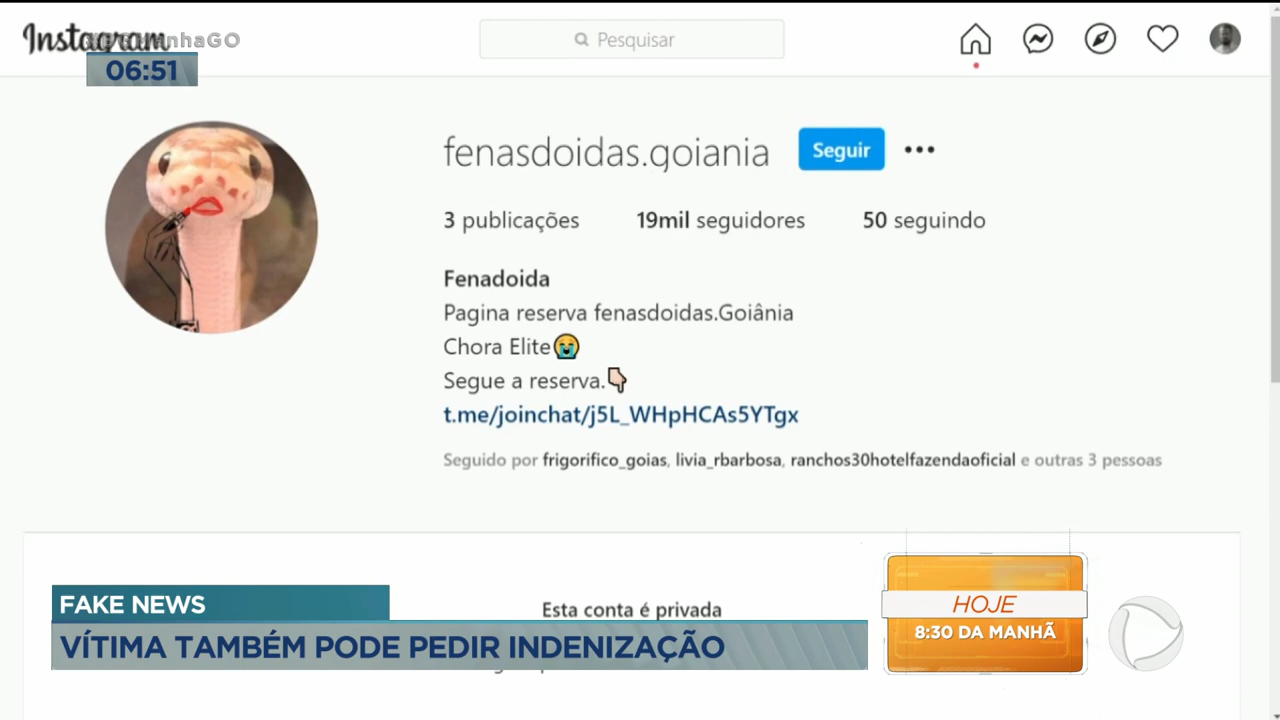 Instagram
#BGManhaGO
06:51
Pesquisar
fenasdoidas.goiania
Seguir
3 publicações 19mil seguidores 50 seguindo
Fenadoida
Pagina reserva fenasdoidas.Goiânia
Chora Elite😭
Segue a reserva.👇🏻
t.me/joinchat/j5L_WHpHCAs5YTgx
Seguido por frigorifico_goias, livia_rbarbosa, ranchos30hotelfazendaoficial e outras 3 pessoas
Esta conta é privada
FAKE NEWS
VÍTIMA TAMBÉM PODE PEDIR INDENIZAÇÃO
HOJE
8:30 DA MANHÃ